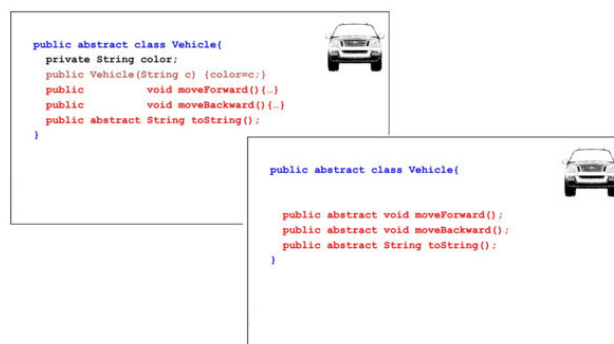 public abstract class Vehicle{
private String color;
public Vehicle(String c) {color=c;}
public void moveForward(){…}
public void moveBackward(){…}
public abstract String toString();
}
public abstract class Vehicle{
public abstract void moveForward();
public abstract void moveBackward();
public abstract String toString();
}